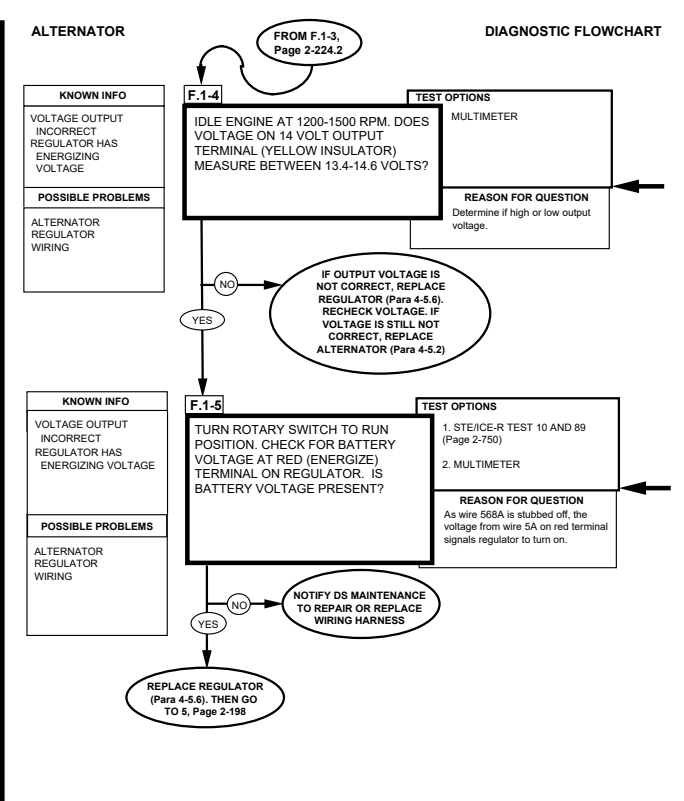 ALTERNATOR
DIAGNOSTIC FLOWCHART
FROM F.1-3,
Page 2-224.2
KNOWN INFO
VOLTAGE OUTPUT
INCORRECT
REGULATOR HAS
ENERGIZING
VOLTAGE
POSSIBLE PROBLEMS
ALTERNATOR
REGULATOR
WIRING
F.1-4
IDLE ENGINE AT 1200-1500 RPM. DOES
VOLTAGE ON 14 VOLT OUTPUT
TERMINAL (YELLOW INSULATOR)
MEASURE BETWEEN 13.4-14.6 VOLTS?
TEST OPTIONS
MULTIMETER
REASON FOR QUESTION
Determine if high or low output
voltage.
NO
IF OUTPUT VOLTAGE IS
NOT CORRECT, REPLACE
REGULATOR (Para 4-5.6).
RECHECK VOLTAGE. IF
VOLTAGE IS STILL NOT
CORRECT, REPLACE
ALTERNATOR (Para 4-5.2)
YES
KNOWN INFO
VOLTAGE OUTPUT
INCORRECT
REGULATOR HAS
ENERGIZING VOLTAGE
POSSIBLE PROBLEMS
ALTERNATOR
REGULATOR
WIRING
F.1-5
TURN ROTARY SWITCH TO RUN
POSITION. CHECK FOR BATTERY
VOLTAGE AT RED (ENERGIZE)
TERMINAL ON REGULATOR. IS
BATTERY VOLTAGE PRESENT?
TEST OPTIONS
1. STE/ICE-R TEST 10 AND 89
(Page 2-750)
2. MULTIMETER
REASON FOR QUESTION
As wire 568A is stubbed off, the
voltage from wire 5A on red terminal
signals regulator to turn on.
NO
NOTIFY DS MAINTENANCE
TO REPAIR OR REPLACE
WIRING HARNESS
YES
REPLACE REGULATOR
(Para 4-5.6). THEN GO
TO 5, Page 2-198